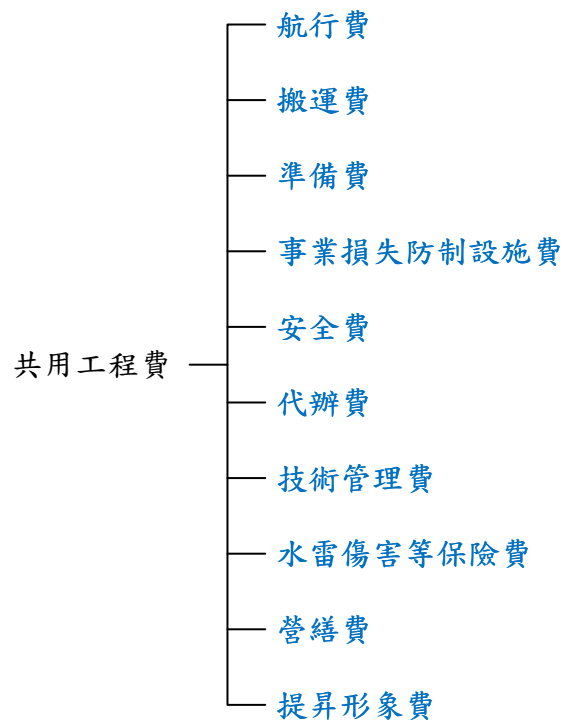 航行費
搬運費
準備費
事業損失防制設施費
安全費
共用工程費
代辦費
技術管理費
水雷傷害等保險費
營繕費
提昇形象費